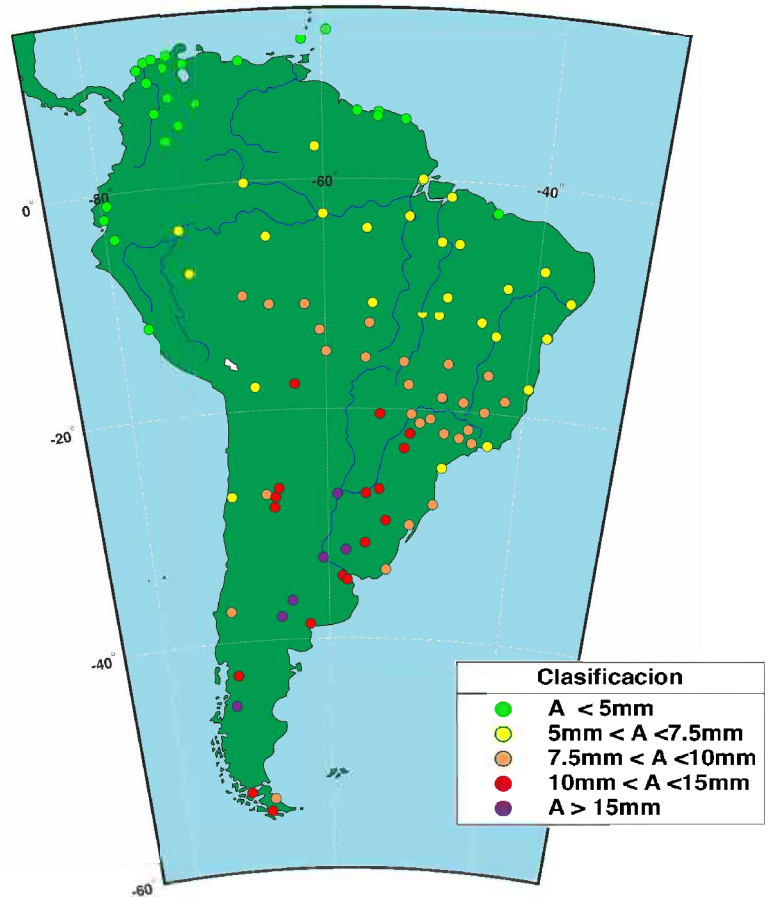 -60°
-80°
-40°
0°
-20°
-40°
Clasificacion
A < 5mm
5mm < A <7.5mm
7.5mm < A <10mm
10mm < A <15mm
A > 15mm
-60°